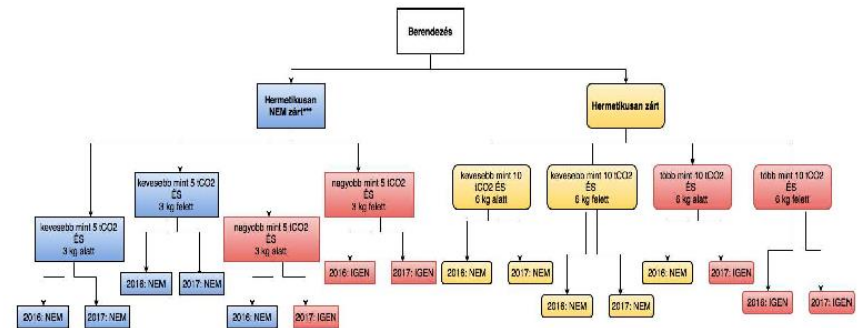 Berendezés
Hermetikusan
NEM zárt***
Hermetikusan zárt
kevesebb mint 5 tCO2
ÉS
3 kg alatt
2016: NEM
2017: NEM
kevesebb mint 5 tCO2
ÉS
3 kg felett
2016: NEM
2017: NEM
nagyobb mint 5 tCO2
ÉS
3 kg alatt
2016: NEM
2017: IGEN
nagyobb mint 5 tCO2
ÉS
3 kg felett
2016: IGEN
2017: IGEN
kevesebb mint 10
tCO2 ÉS
6 kg alatt
2016: NEM
2017: NEM
kevesebb mint 10 tCO2
ÉS
6 kg felett
2016: NEM
2017: NEM
több mint 10 tCO2
ÉS
6 kg alatt
2016: NEM
2017: IGEN
több mint 10 tCO2
ÉS
6 kg felett
2016: IGEN
2017: IGEN